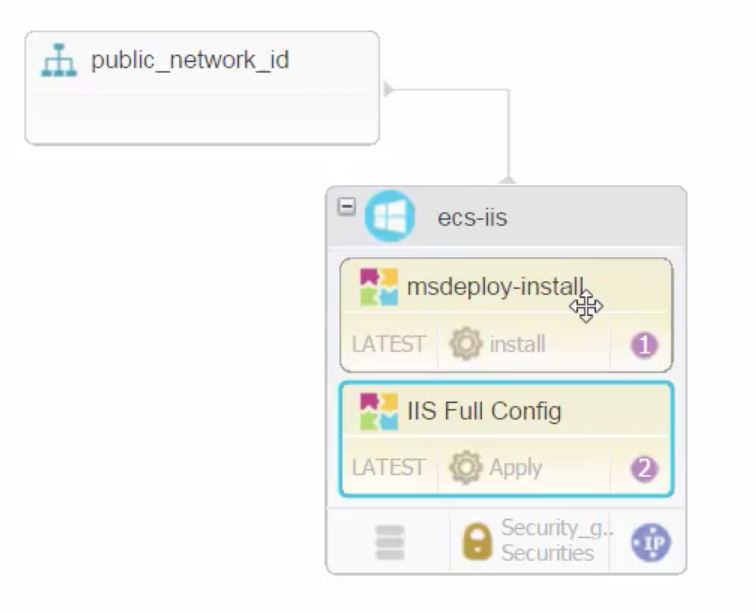 public_network_id
ecs-iis
msdeploy-install
LATEST install 1
IIS Full Config
LATEST Apply 2
Security_g..
Securities
IP